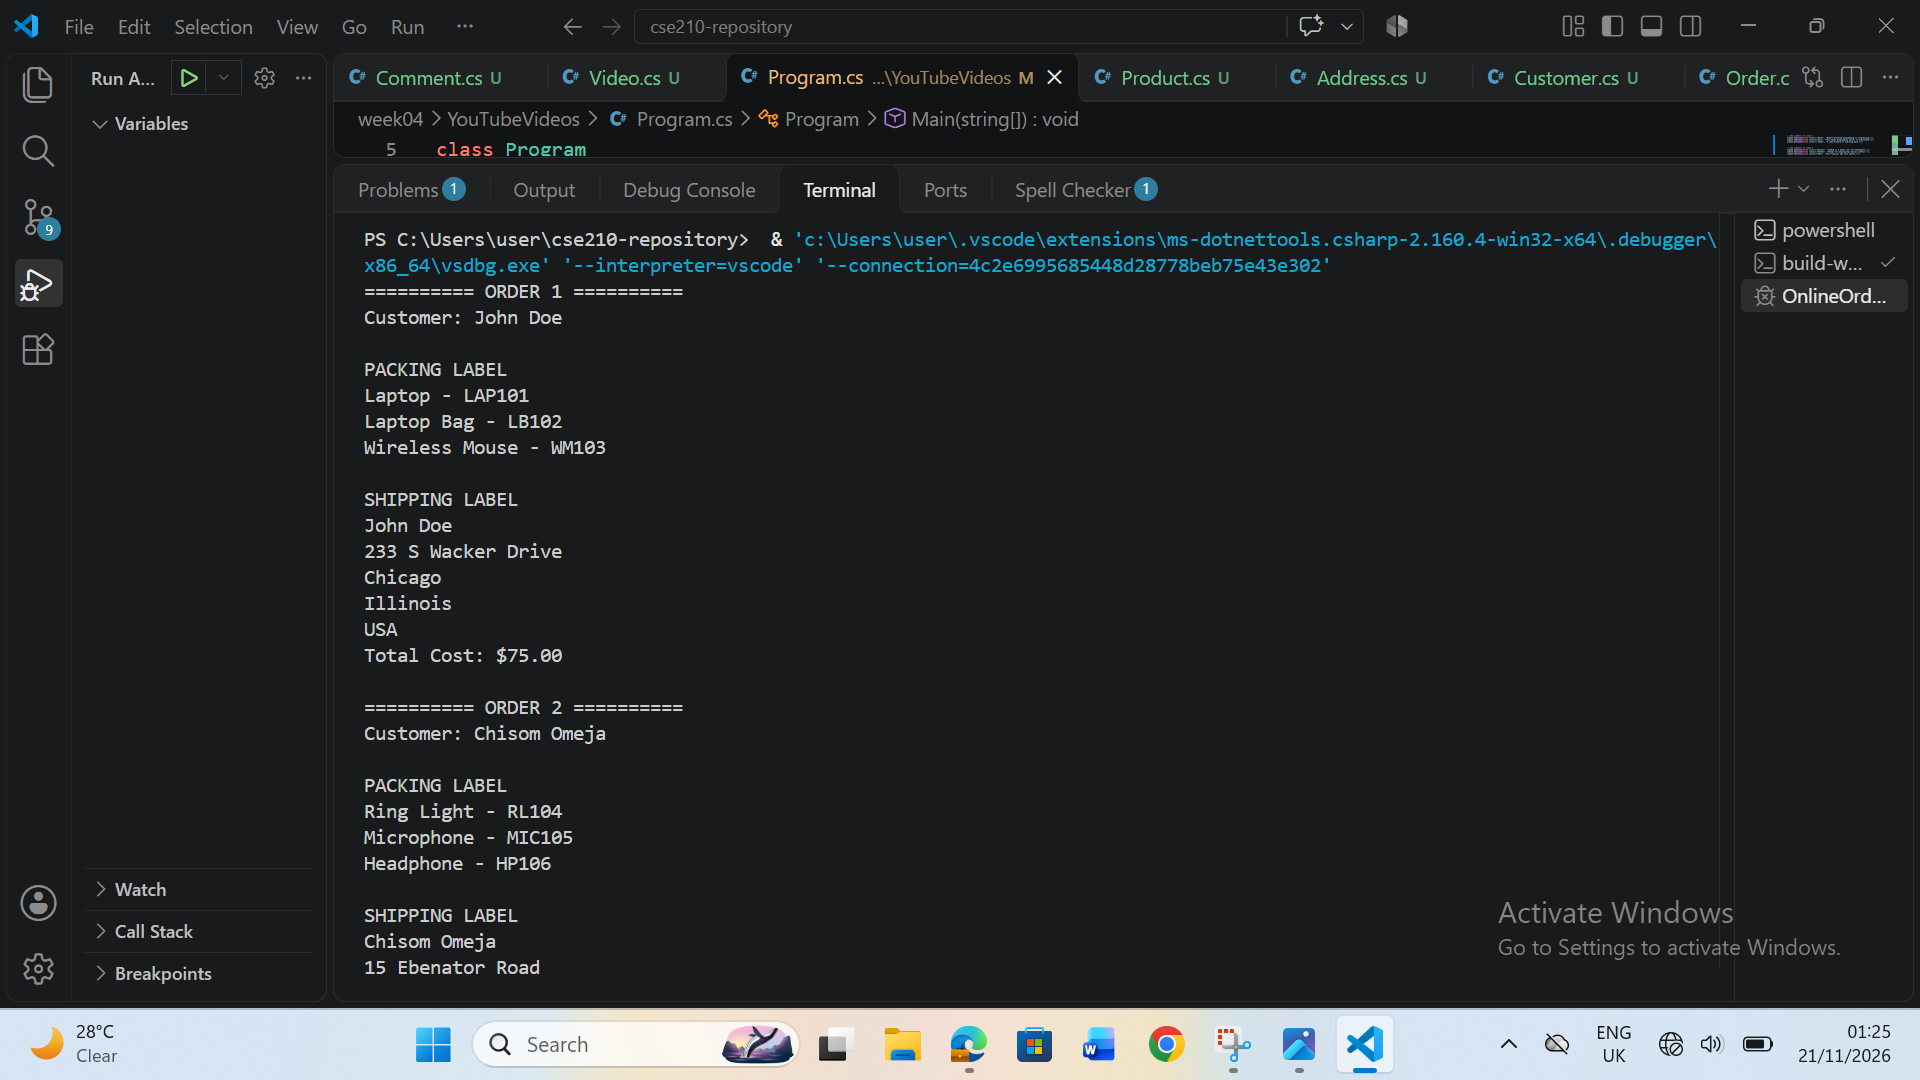 File Edit Selection View Go Run ··· cse210-repository
Run A... Comment.cs U Video.cs U Program.cs ...\YouTubeVideos M Product.cs U Address.cs U Customer.cs U Order.c
Variables
week04 > YouTubeVideos > Program.cs > Program > Main(string[]) : void
5 class Program
Problems 1 Output Debug Console Terminal Ports Spell Checker 1
9
PS C:\Users\user\cse210-repository> & 'c:\Users\user\.vscode\extensions\ms-dotnettools.csharp-2.160.4-win32-x64\.debugger\
x86_64\vsdbg.exe' '--interpreter=vscode' '--connection=4c2e6995685448d28778beb75e43e302'
========== ORDER 1 ==========
Customer: John Doe
PACKING LABEL
Laptop - LAP101
Laptop Bag - LB102
Wireless Mouse - WM103
SHIPPING LABEL
John Doe
233 S Wacker Drive
Chicago
Illinois
USA
Total Cost: $75.00
========== ORDER 2 ==========
Customer: Chisom Omeja
PACKING LABEL
Ring Light - RL104
Microphone - MIC105
Headphone - HP106
SHIPPING LABEL
Chisom Omeja
15 Ebenator Road
powershell
build-w...
OnlineOrd...
Watch
Call Stack
Breakpoints
Activate Windows
Go to Settings to activate Windows.
28°C
Clear
Search
ENG
UK
01:25
21/11/2026